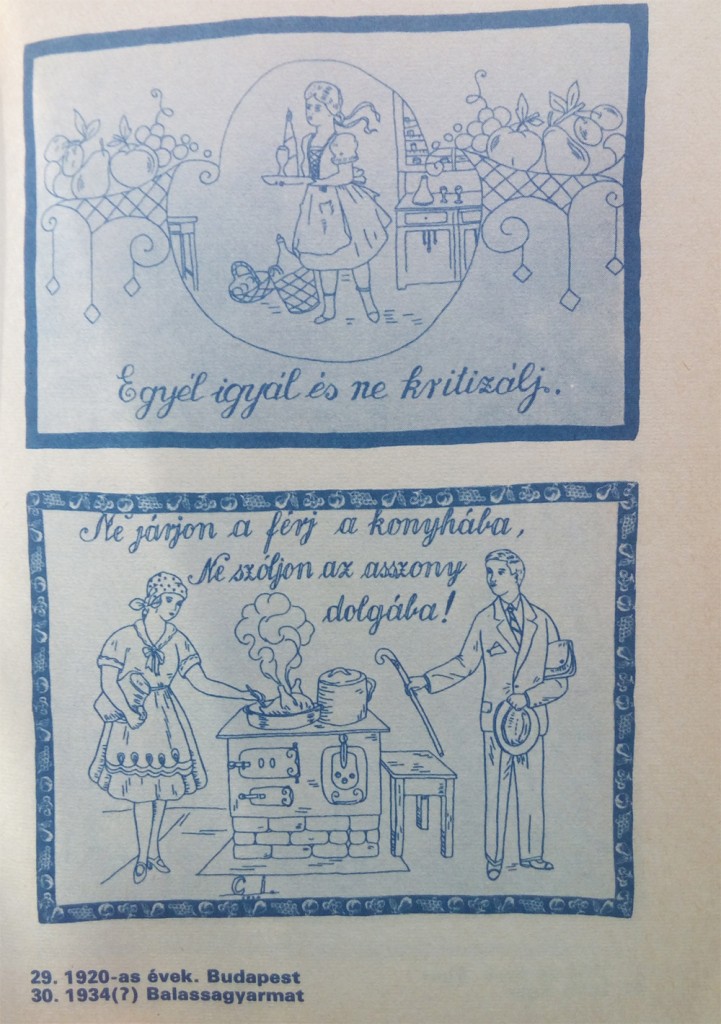 Egyél igyál és ne kritizálj.
Ne járjon a férj a konyhába,
Ne szóljon az asszony
dolgába!
C. I.
29. 1920-as évek. Budapest
30. 1934(?) Balassagyarmat